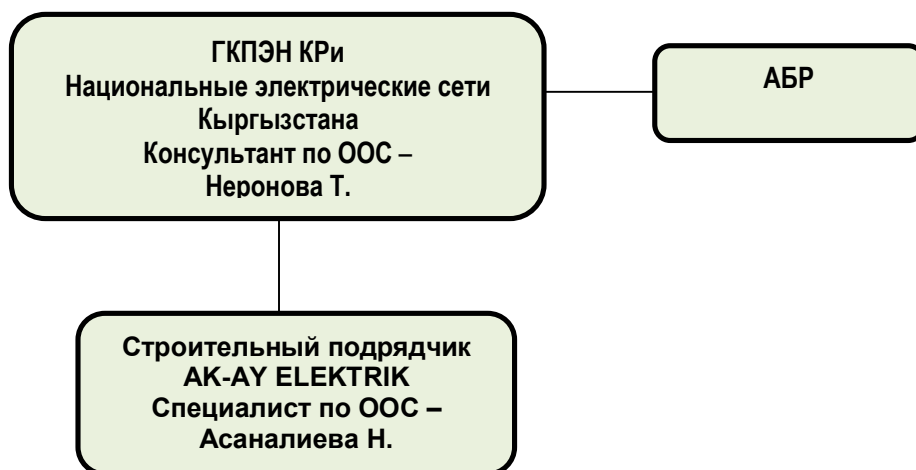 ГКПЭН КРи
Национальные электрические сети
Кыргызстана
Консультант по ООС –
Неронова Т.
АБР
Строительный подрядчик
AK-AY ELEKTRIK
Специалист по ООС –
Асаналиева Н.